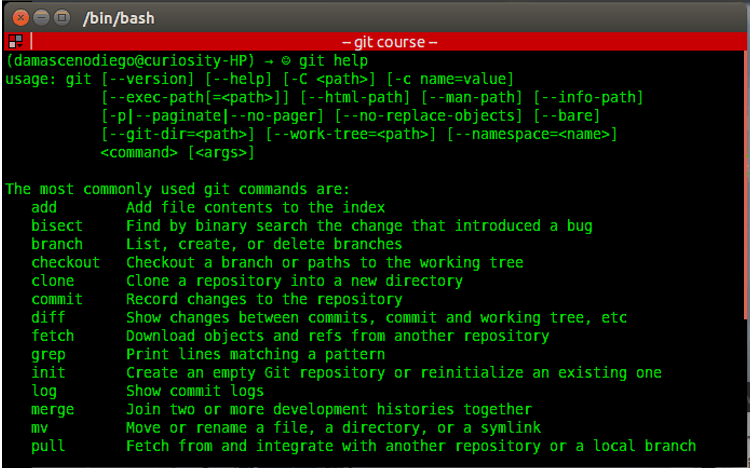 /bin/bash
-- git course --
(damascenodiego@curiosity-HP) → ☺ git help
usage: git [--version] [--help] [-C <path>] [-c name=value]
           [--exec-path[=<path>]] [--html-path] [--man-path] [--info-path]
           [-p|--paginate|--no-pager] [--no-replace-objects] [--bare]
           [--git-dir=<path>] [--work-tree=<path>] [--namespace=<name>]
           <command> [<args>]

The most commonly used git commands are:
   add        Add file contents to the index
   bisect     Find by binary search the change that introduced a bug
   branch     List, create, or delete branches
   checkout   Checkout a branch or paths to the working tree
   clone      Clone a repository into a new directory
   commit     Record changes to the repository
   diff       Show changes between commits, commit and working tree, etc
   fetch      Download objects and refs from another repository
   grep       Print lines matching a pattern
   init       Create an empty Git repository or reinitialize an existing one
   log        Show commit logs
   merge      Join two or more development histories together
   mv         Move or rename a file, a directory, or a symlink
   pull       Fetch from and integrate with another repository or a local branch